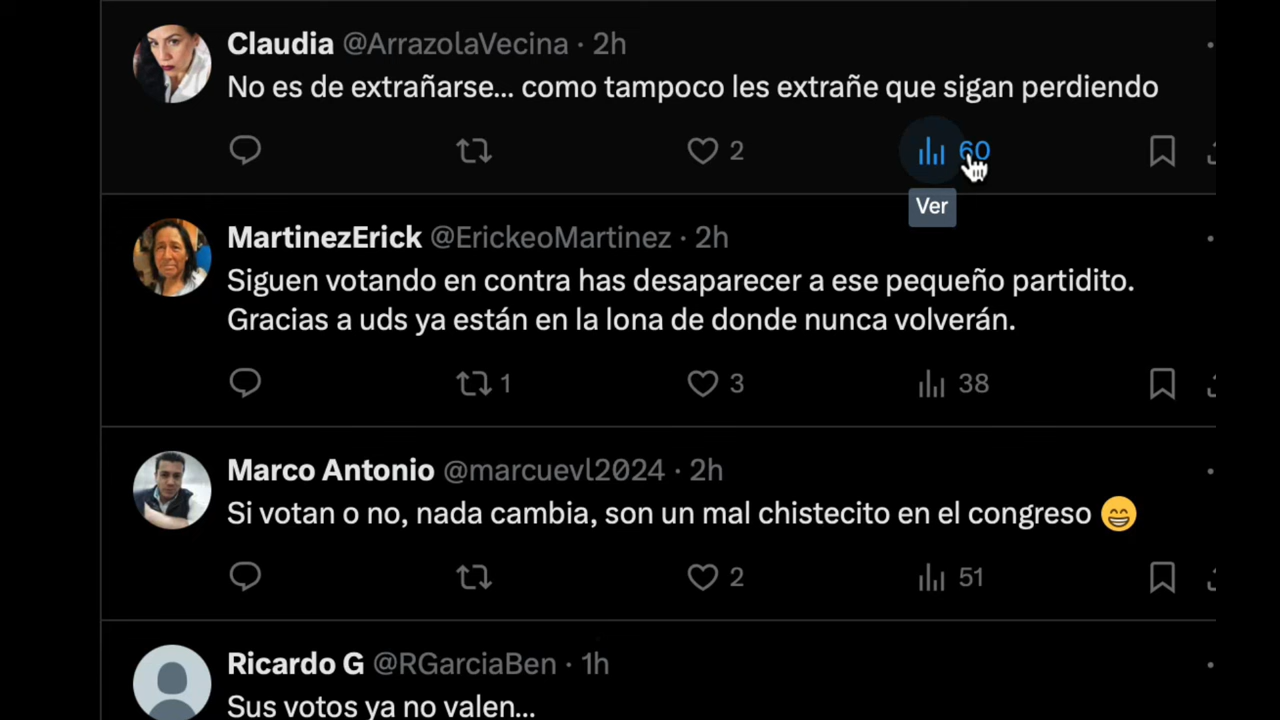 Claudia @ArrazolaVecina · 2h
No es de extrañarse... como tampoco les extrañe que sigan perdiendo
2 60
Ver
MartinezErick @ErickeoMartinez · 2h
Siguen votando en contra has desaparecer a ese pequeño partidito.
Gracias a uds ya están en la lona de donde nunca volverán.
1 3 38
Marco Antonio @marcuevl2024 · 2h
Si votan o no, nada cambia, son un mal chistecito en el congreso 😁
2 51
Ricardo G @RGarciaBen · 1h
Sus votos ya no valen...